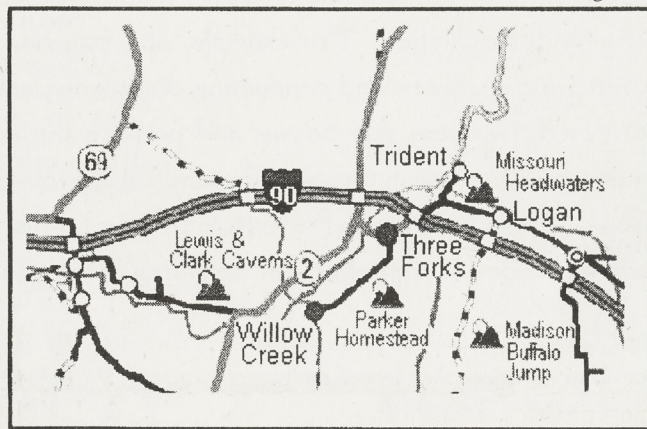 69
90
Trident
Missouri
Headwaters
Logan
Lewis &
Clark Caverns
2
Three
Forks
Willow
Creek
Parker
Homestead
Madison
Buffalo
Jump